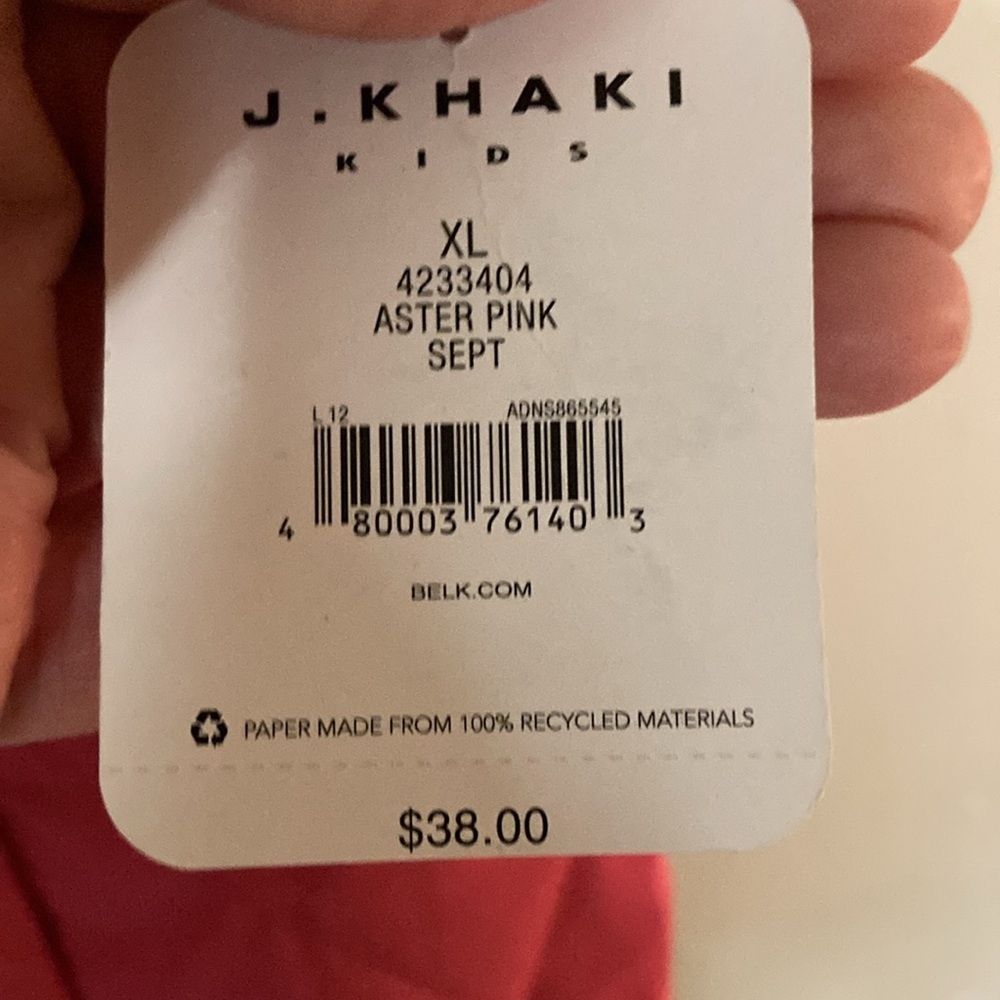 J.KHAKI
KIDS
XL
4233404
ASTER PINK
SEPT
L 12 ADNS865545
4 80003 76140 3
BELK.COM
PAPER MADE FROM 100% RECYCLED MATERIALS
$38.00